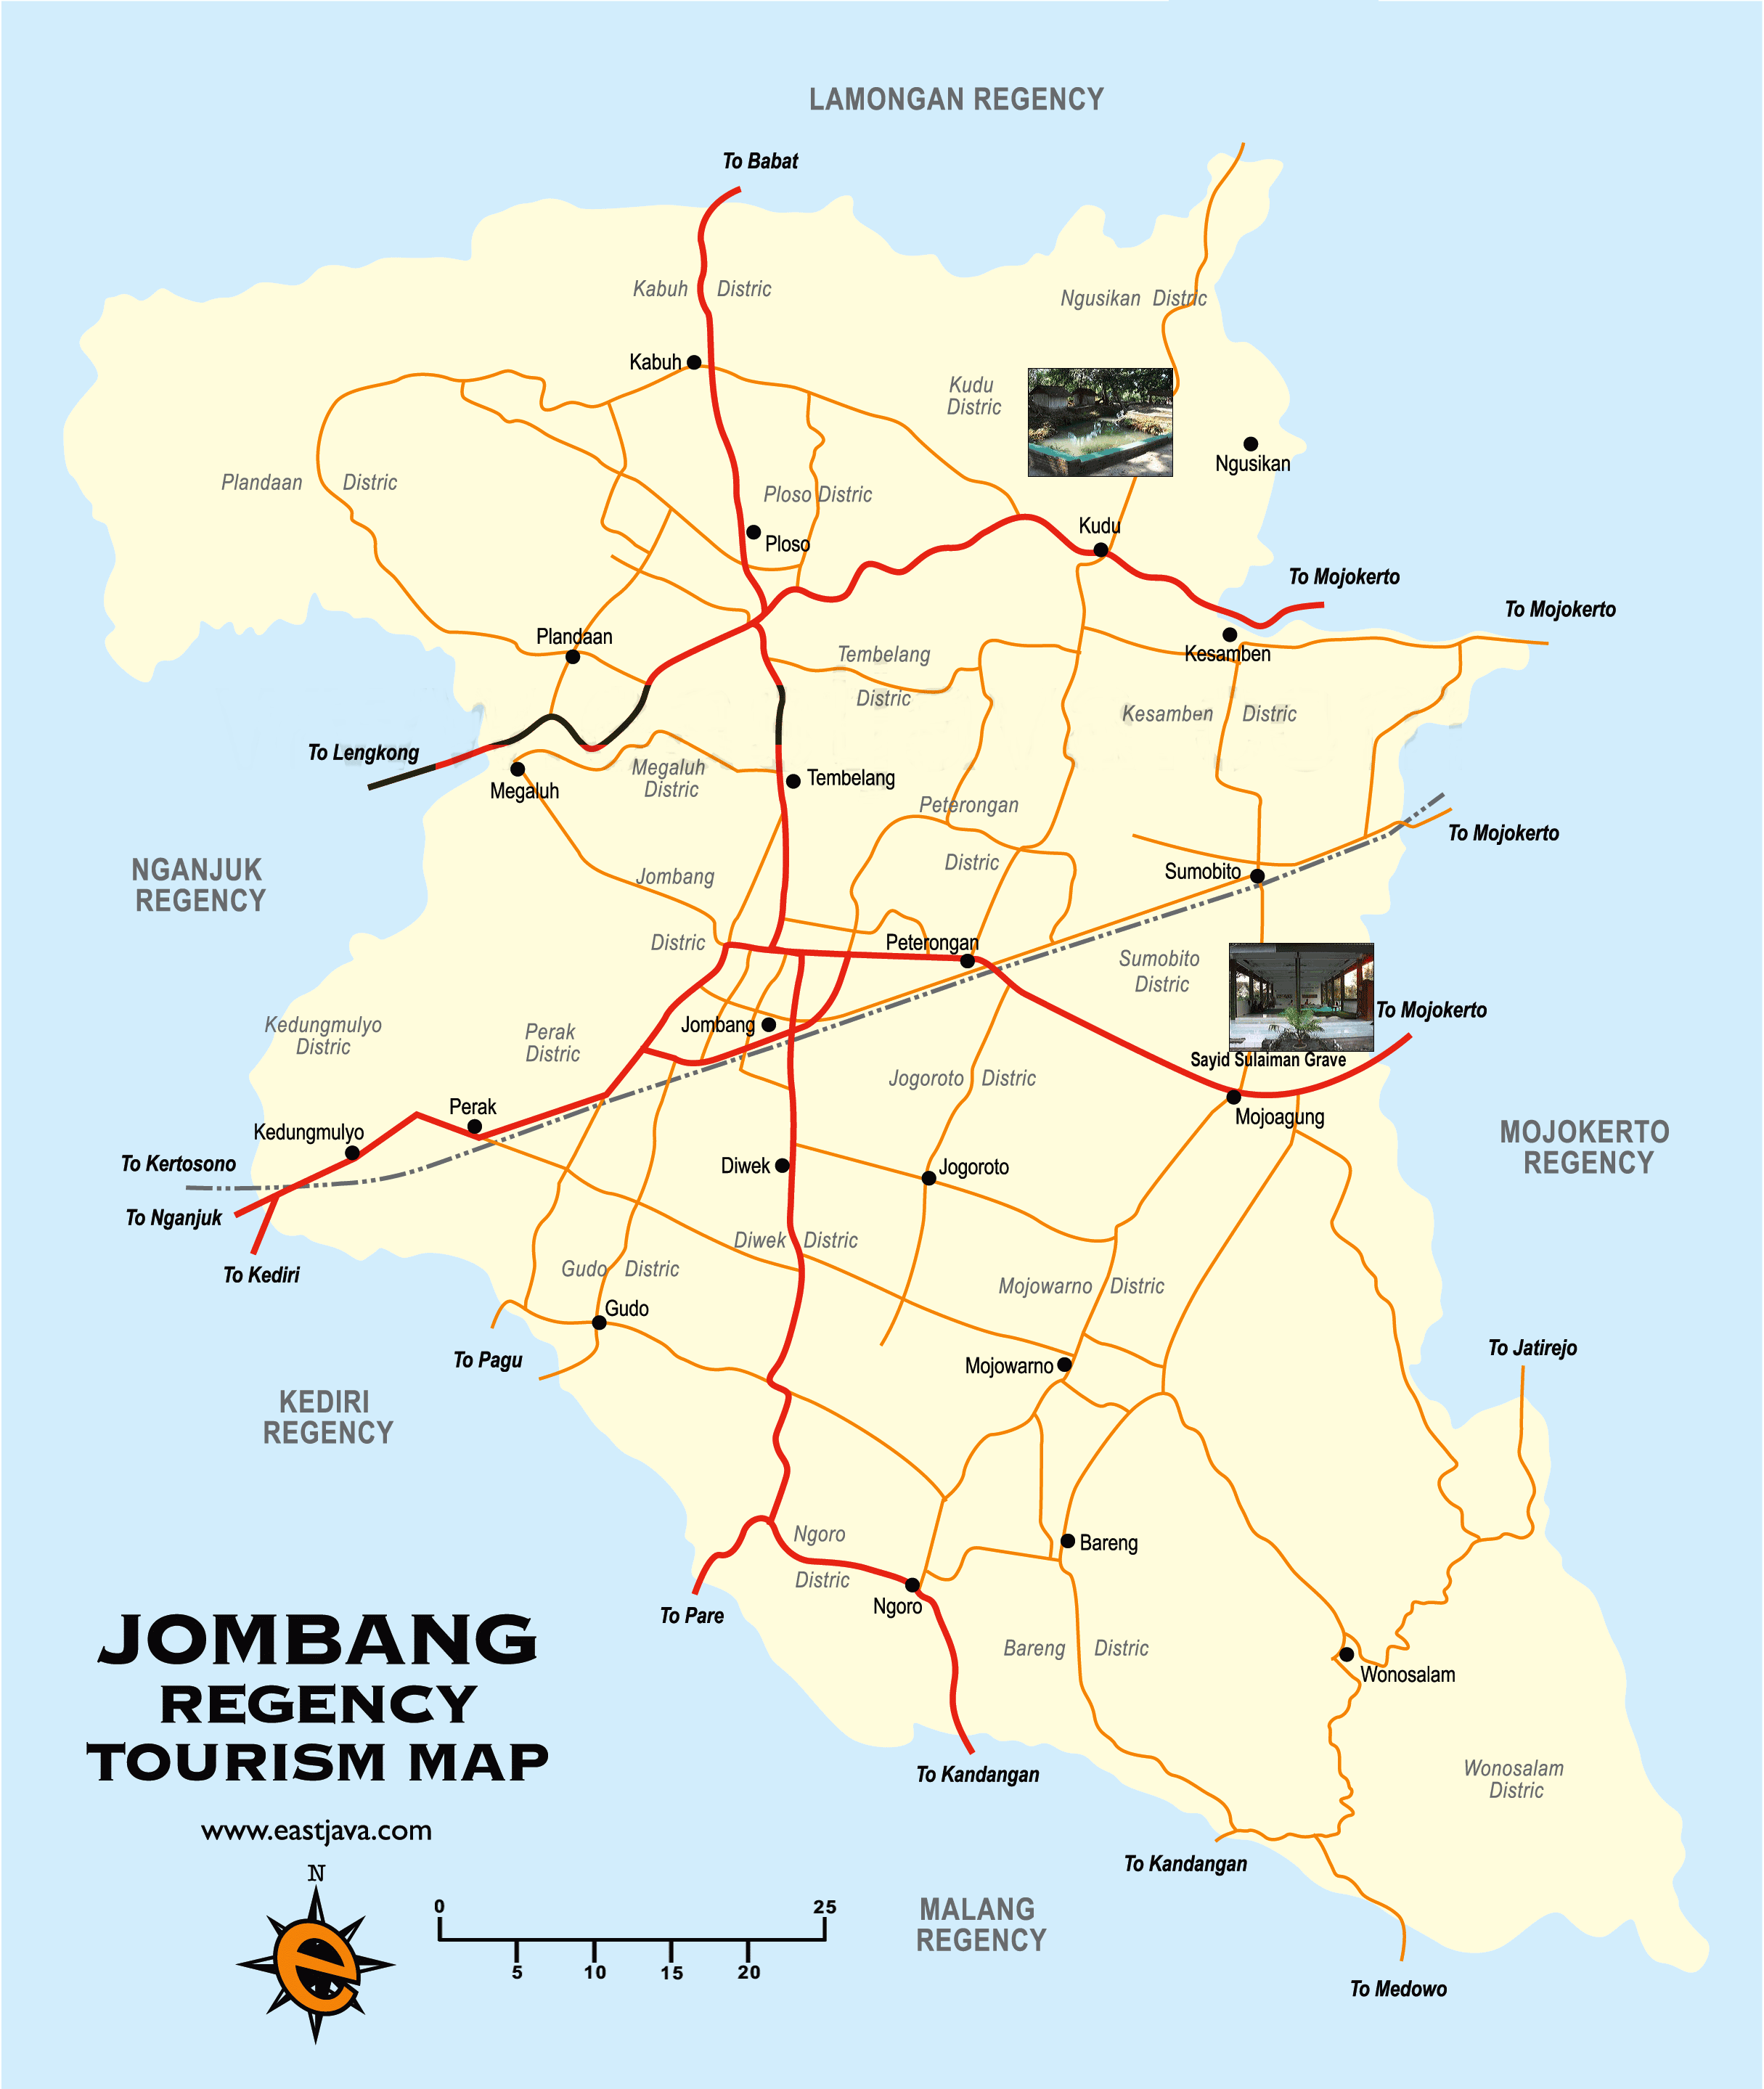 LAMONGAN REGENCY
To Babat
Kabuh Distric
Ngusikan Distric
Kabuh
Kudu
Distric
Ngusikan
Plandaan Distric
Ploso Distric
Kudu
Ploso
To Mojokerto
To Mojokerto
Plandaan
Kesamben
Tembelang
Distric
Kesamben Distric
To Lengkong
Megaluh
Distric
Megaluh
Tembelang
Peterongan
Distric
To Mojokerto
NGANJUK
REGENCY
Jombang
Distric
Sumobito
Peterongan
Sumobito
Distric
To Mojokerto
Kedungmulyo
Distric
Perak
Distric
Jombang
Sayid Sulaiman Grave
Jogoroto Distric
Perak
Kedungmulyo
Mojoagung
MOJOKERTO
REGENCY
To Kertosono
Diwek
Jogoroto
To Nganjuk
Diwek Distric
To Kediri
Gudo Distric
Mojowarno Distric
Gudo
To Pagu
Mojowarno
To Jatirejo
KEDIRI
REGENCY
Ngoro
Distric
Bareng
Ngoro
To Pare
Bareng Distric
Wonosalam
JOMBANG
REGENCY
TOURISM MAP
To Kandangan
Wonosalam
Distric
www.eastjava.com
To Kandangan
N
0 25
5 10 15 20
MALANG
REGENCY
To Medowo